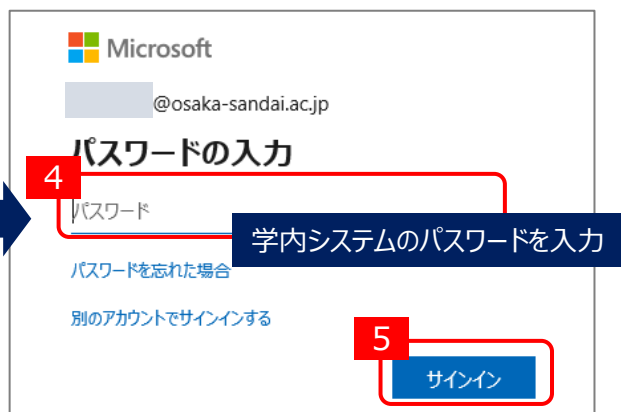 Microsoft
@osaka-sandai.ac.jp
パスワードの入力
4
パスワード
学内システムのパスワードを入力
パスワードを忘れた場合
別のアカウントでサインインする
5
サインイン